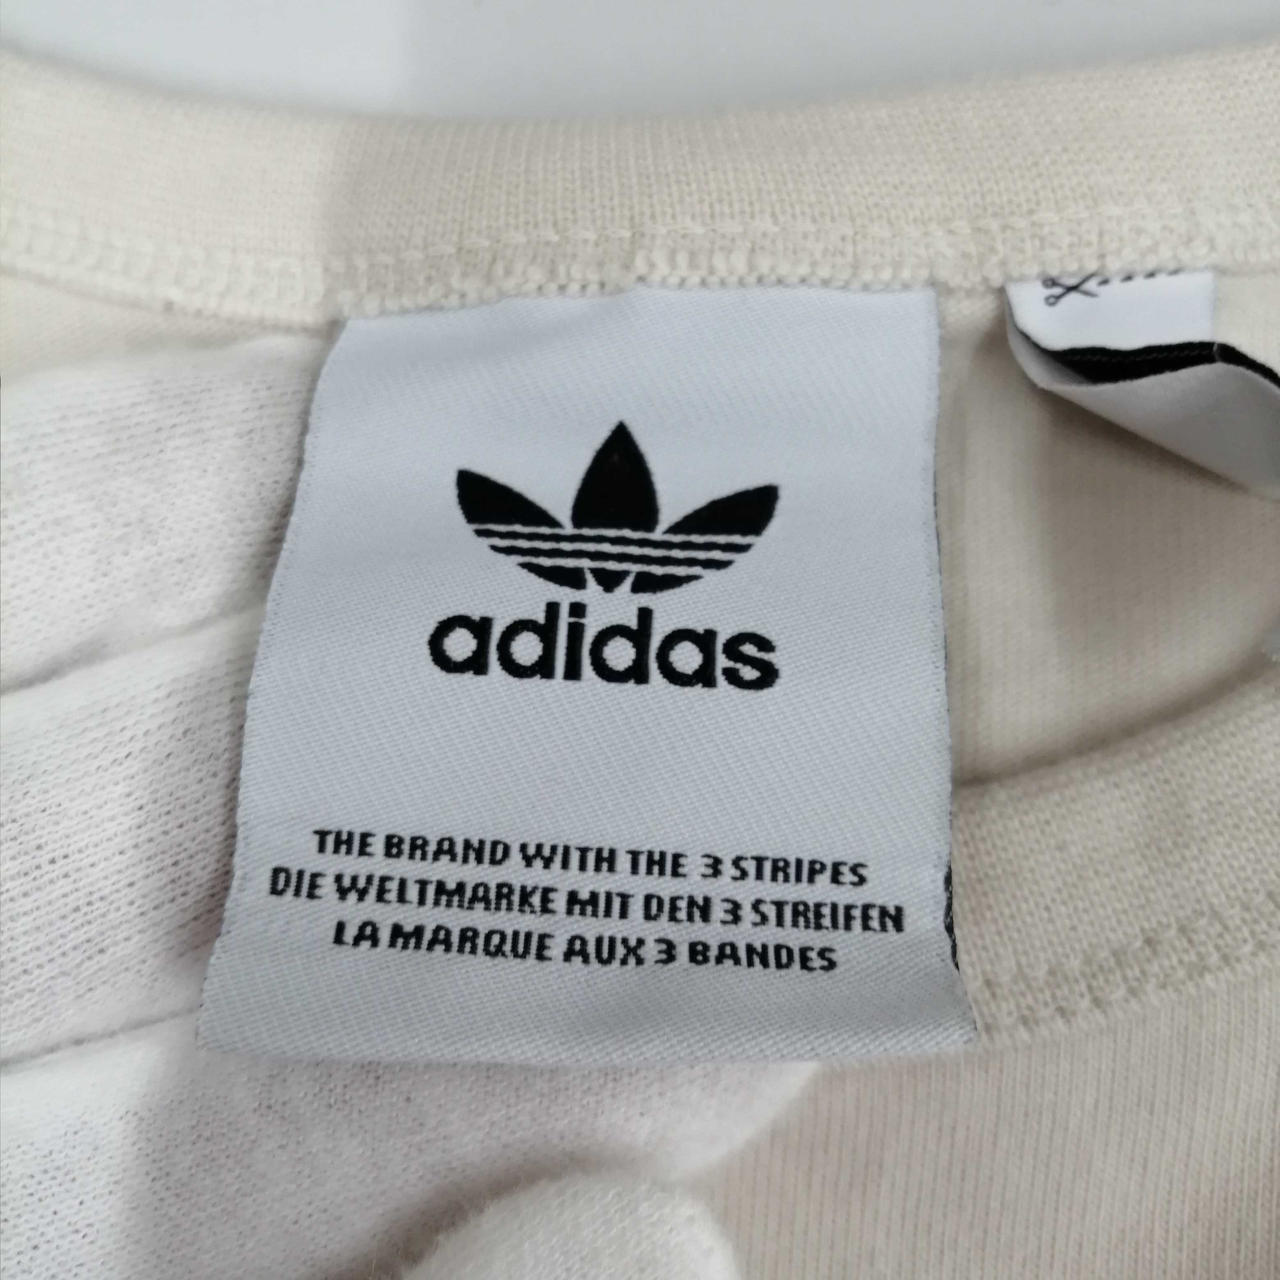 adidas
THE BRAND WITH THE 3 STRIPES
DIE WELTMARKE MIT DEN 3 STREIFEN
LA MARQUE AUX 3 BANDES